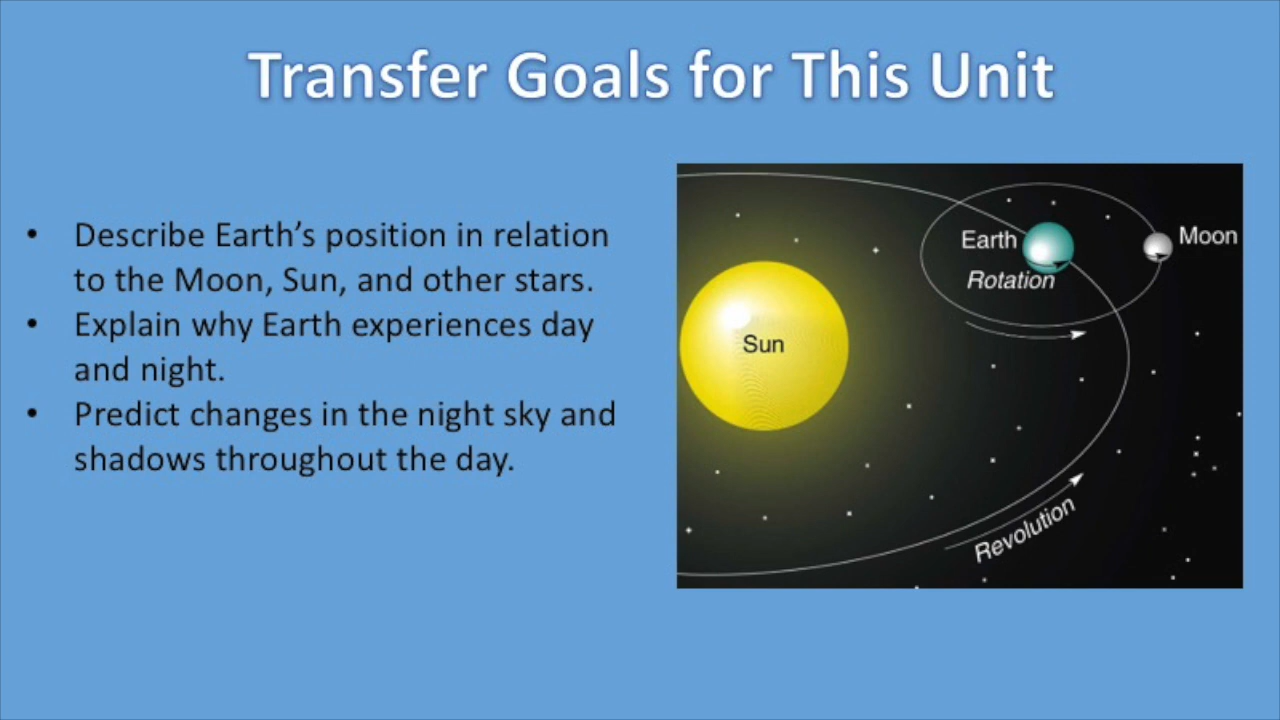 Transfer Goals for This Unit
• Describe Earth’s position in relation
to the Moon, Sun, and other stars.
• Explain why Earth experiences day
and night.
• Predict changes in the night sky and
shadows throughout the day.
Earth
Moon
Rotation
Sun
Revolution